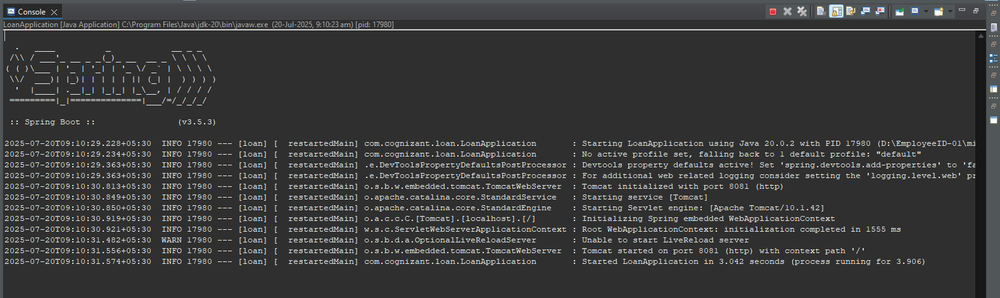 Console
LoanApplication [Java Application] C:\Program Files\Java\jdk-20\bin\javaw.exe  (20-Jul-2025, 9:10:23 am) [pid: 17980]
  .   ____          _            __ _ _
 /\\ / ___'_ __ _ _(_)_ __  __ _ \ \ \ \
( ( )\___ | '_ | '_| | '_ \/ _` | \ \ \ \
 \\/  ___)| |_)| | | | | || (_| |  ) ) ) )
  '  |____| .__|_| |_|_| |_\__, | / / / /
 =========|_|==============|___/=/_/_/_/
 :: Spring Boot ::                (v3.5.3)
2025-07-20T09:10:29.228+05:30  INFO 17980 --- [loan] [  restartedMain] com.cognizant.loan.LoanApplication       : Starting LoanApplication using Java 20.0.2 with PID 17980 (D:\EmployeeID-01\mi
2025-07-20T09:10:29.234+05:30  INFO 17980 --- [loan] [  restartedMain] com.cognizant.loan.LoanApplication       : No active profile set, falling back to 1 default profile: "default"
2025-07-20T09:10:29.363+05:30  INFO 17980 --- [loan] [  restartedMain] .e.DevToolsPropertyDefaultsPostProcessor : Devtools property defaults active! Set 'spring.devtools.add-properties' to 'fa
2025-07-20T09:10:29.363+05:30  INFO 17980 --- [loan] [  restartedMain] .e.DevToolsPropertyDefaultsPostProcessor : For additional web related logging consider setting the 'logging.level.web' pr
2025-07-20T09:10:30.813+05:30  INFO 17980 --- [loan] [  restartedMain] o.s.b.w.embedded.tomcat.TomcatWebServer  : Tomcat initialized with port 8081 (http)
2025-07-20T09:10:30.849+05:30  INFO 17980 --- [loan] [  restartedMain] o.apache.catalina.core.StandardService   : Starting service [Tomcat]
2025-07-20T09:10:30.850+05:30  INFO 17980 --- [loan] [  restartedMain] o.apache.catalina.core.StandardEngine    : Starting Servlet engine: [Apache Tomcat/10.1.42]
2025-07-20T09:10:30.919+05:30  INFO 17980 --- [loan] [  restartedMain] o.a.c.c.C.[Tomcat].[localhost].[/]       : Initializing Spring embedded WebApplicationContext
2025-07-20T09:10:30.921+05:30  INFO 17980 --- [loan] [  restartedMain] w.s.c.ServletWebServerApplicationContext : Root WebApplicationContext: initialization completed in 1555 ms
2025-07-20T09:10:31.482+05:30  WARN 17980 --- [loan] [  restartedMain] o.s.b.d.a.OptionalLiveReloadServer       : Unable to start LiveReload server
2025-07-20T09:10:31.556+05:30  INFO 17980 --- [loan] [  restartedMain] o.s.b.w.embedded.tomcat.TomcatWebServer  : Tomcat started on port 8081 (http) with context path '/'
2025-07-20T09:10:31.574+05:30  INFO 17980 --- [loan] [  restartedMain] com.cognizant.loan.LoanApplication       : Started LoanApplication in 3.042 seconds (process running for 3.906)